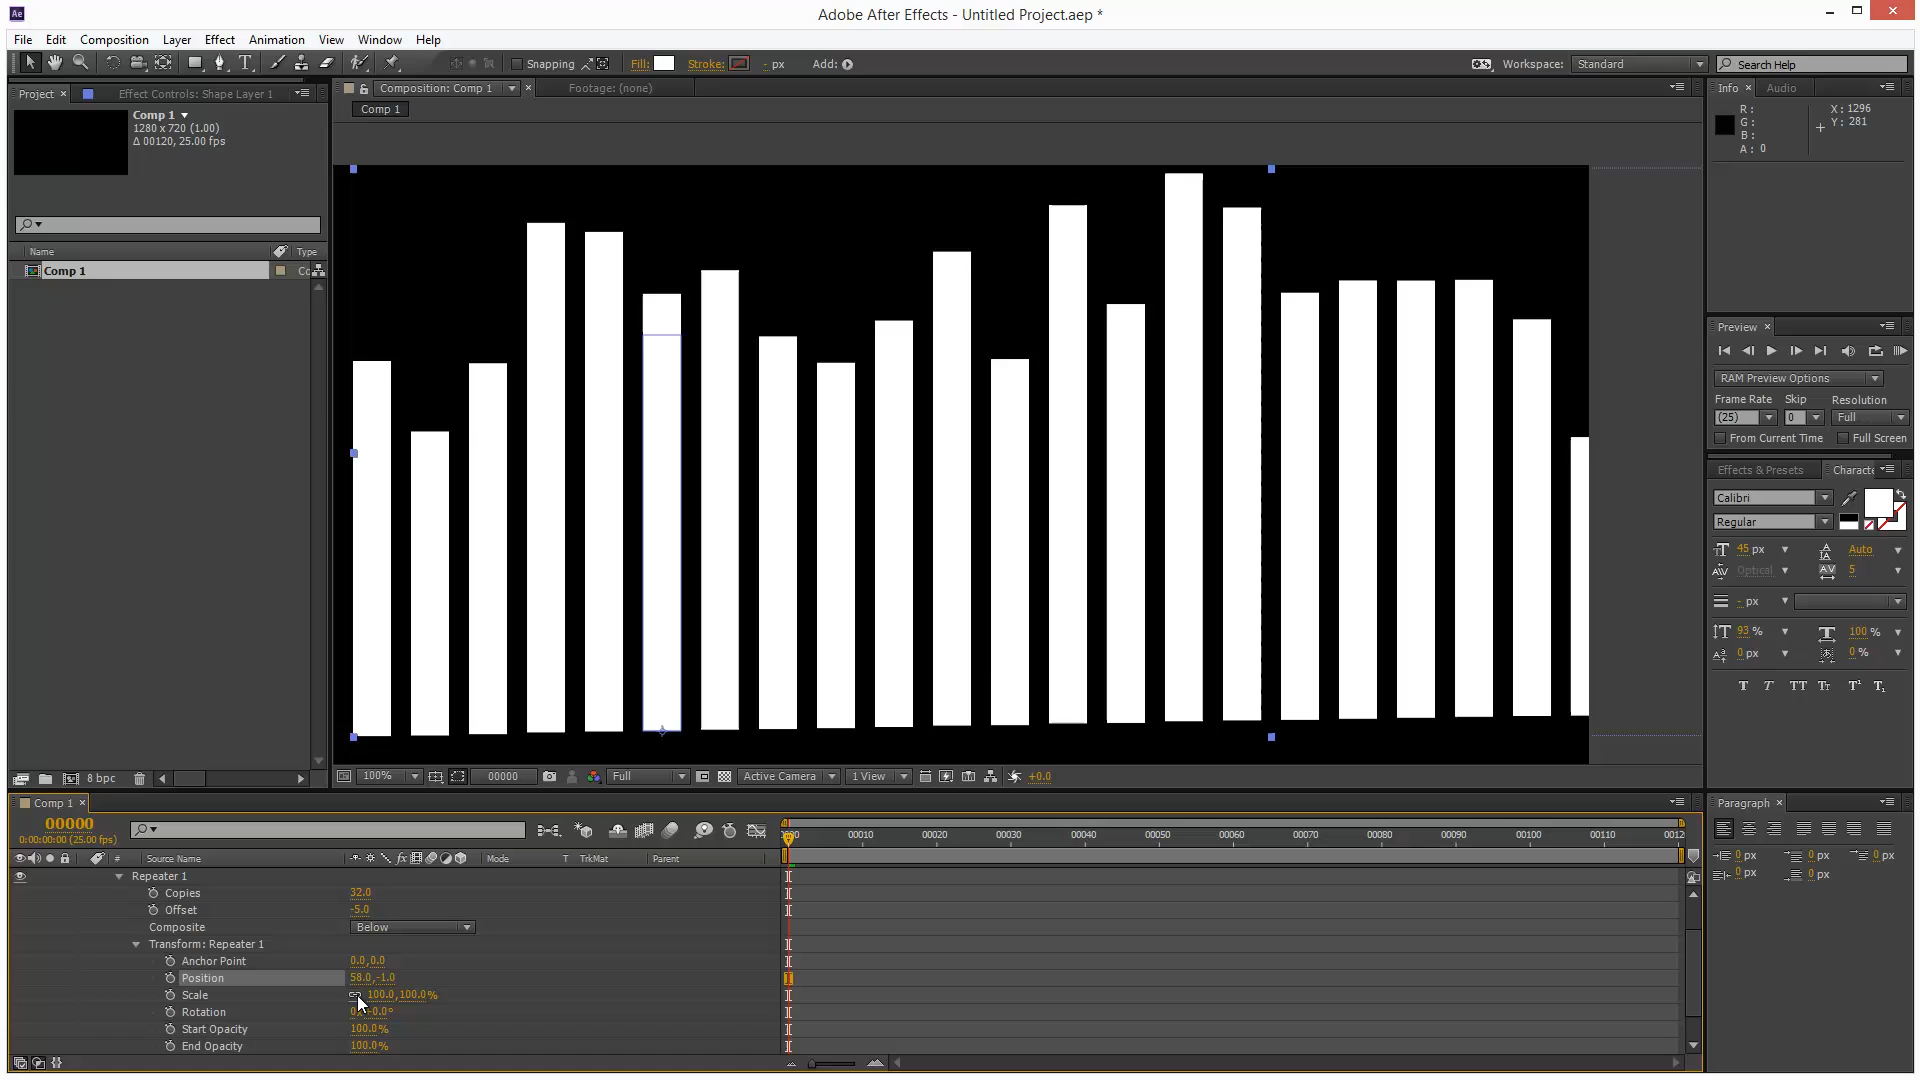 Ae
Adobe After Effects - Untitled Project.aep *
File Edit Composition Layer Effect Animation View Window Help
T Snapping Fill: Stroke: - px Add: Workspace: Standard Search Help
Project × Effect Controls: Shape Layer 1
Composition: Comp 1 × Footage: (none)
Info × Audio
Comp 1
Comp 1
1280 x 720 (1.00)
Δ 00120, 25.00 fps
R:
G:
B:
A: 0
X: 1296
Y: 281
Name Type
Comp 1 Co
Preview ×
RAM Preview Options
Frame Rate Skip Resolution
(25) 0 Full
From Current Time Full Screen
Effects & Presets Characte
Calibri
Regular
45 px Auto
Optical 5
- px
93 % 100 %
0 px 0 %
T T TT Tt T¹ T₁
8 bpc
100% 00000 Full Active Camera 1 View +0.0
Comp 1 ×
Paragraph ×
00000
0:00:00:00 (25.00 fps)
00010 00020 00030 00040 00050 00060 00070 00080 00090 00100 00110 0012
# Source Name fx Mode T TrkMat Parent
0 px 0 px 0 px
0 px 0 px
Repeater 1
Copies 32.0
Offset -5.0
Composite Below
Transform: Repeater 1
Anchor Point 0.0,0.0
Position 58.0,-1.0
Scale 100.0,100.0%
Rotation
Start Opacity 100.0%
End Opacity 100.0%